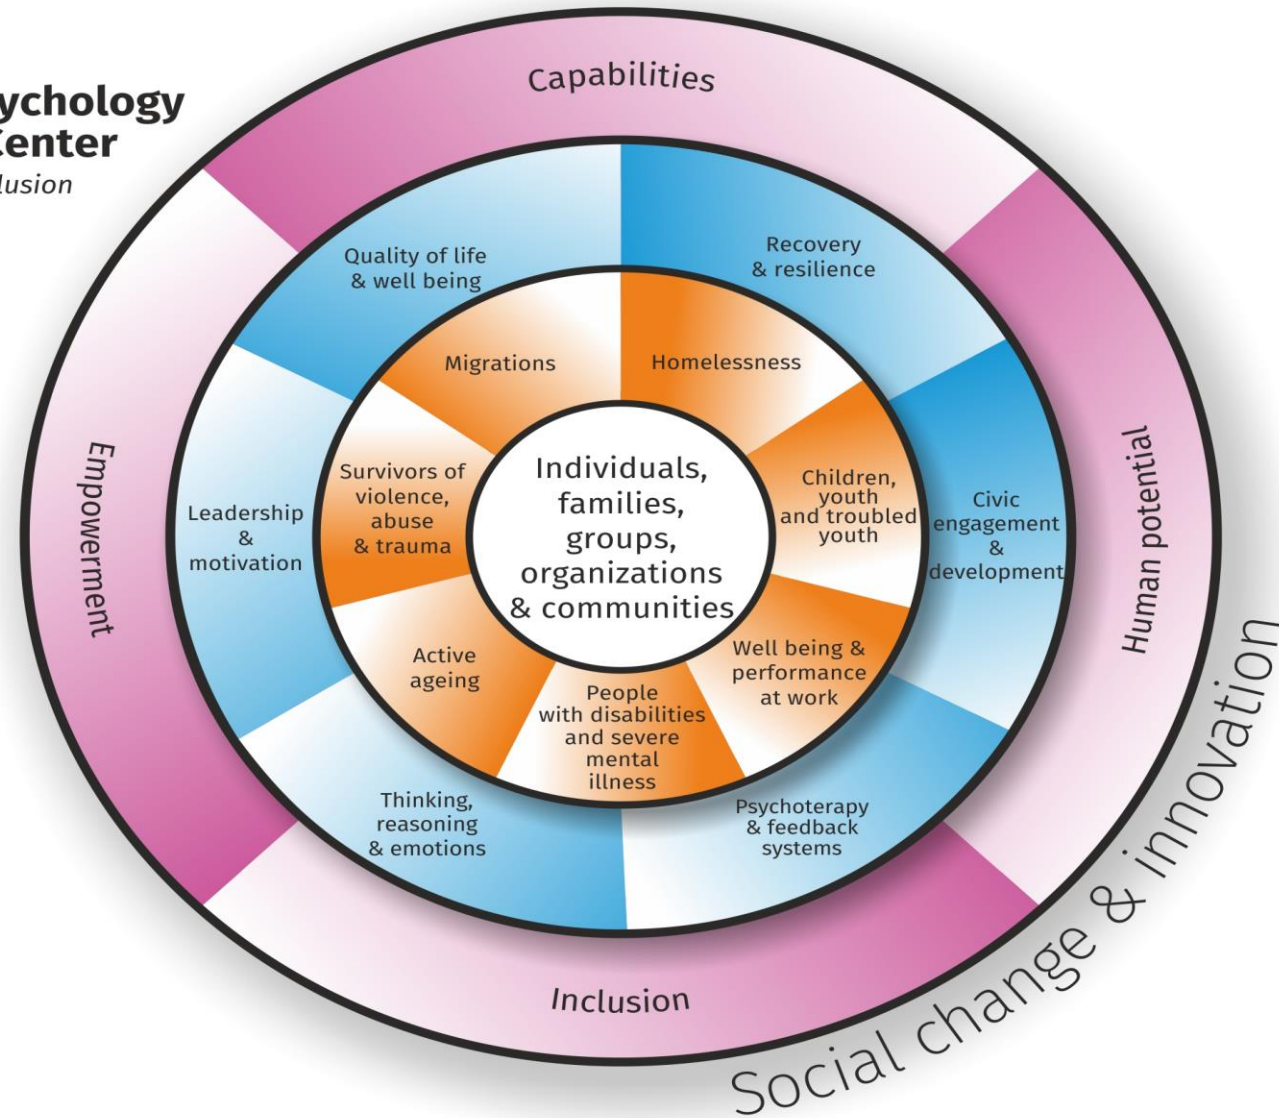 ychology
Center
lusion
Capabilities
Quality of life
& well being
Recovery
& resilience
Migrations
Homelessness
Empowerment
Leadership
&
motivation
Survivors of
violence,
abuse
& trauma
Individuals,
families,
groups,
organizations
& communities
Children,
youth
and troubled
youth
Civic
engagement
&
development
Human potential
Active
ageing
People
with disabilities
and severe
mental
illness
Well being &
performance
at work
Thinking,
reasoning
& emotions
Psychoterapy
& feedback
systems
Inclusion
Social change & innovation